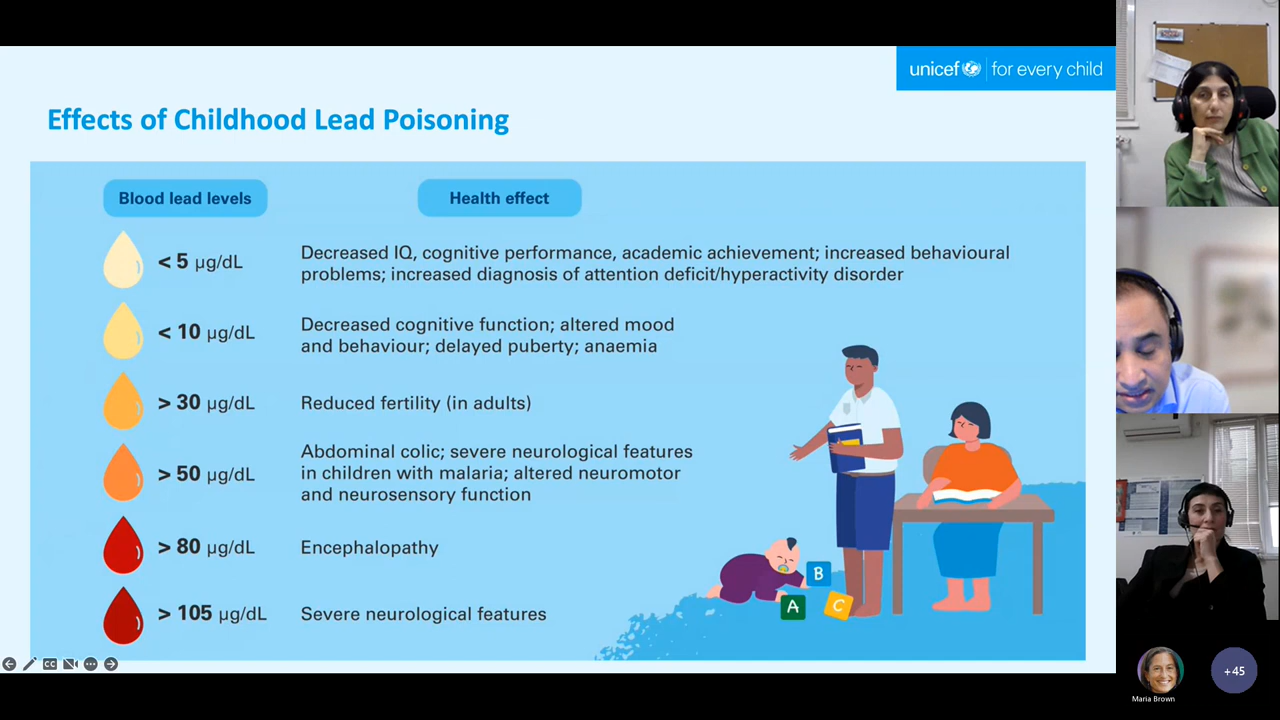 unicef for every child
Effects of Childhood Lead Poisoning
Blood lead levels
Health effect
< 5 µg/dL
Decreased IQ, cognitive performance, academic achievement; increased behavioural
problems; increased diagnosis of attention deficit/hyperactivity disorder
< 10 µg/dL
Decreased cognitive function; altered mood
and behaviour; delayed puberty; anaemia
> 30 µg/dL
Reduced fertility (in adults)
> 50 µg/dL
Abdominal colic; severe neurological features
in children with malaria; altered neuromotor
and neurosensory function
> 80 µg/dL
Encephalopathy
> 105 µg/dL
Severe neurological features
B
A
C
CC
Maria Brown
+45